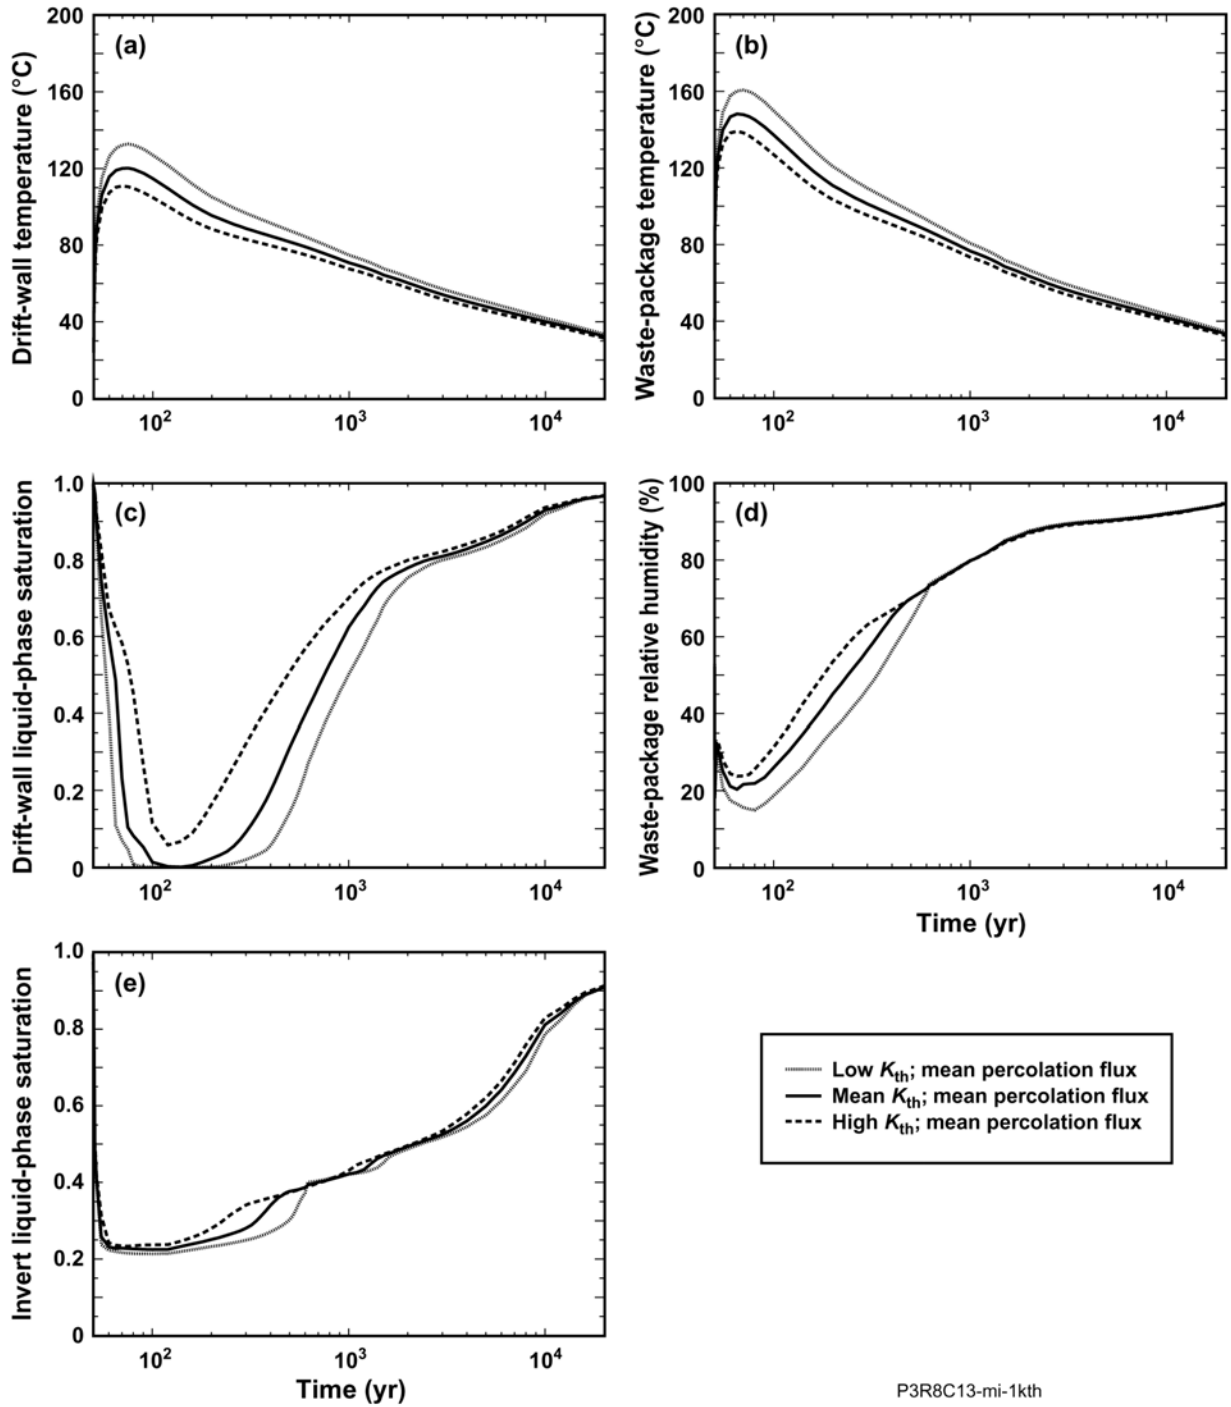 (a)
Drift-wall temperature (°C)
200
160
120
80
40
0
10²
10³
10⁴
(b)
Waste-package temperature (°C)
200
160
120
80
40
0
10²
10³
10⁴
(c)
Drift-wall liquid-phase saturation
1.0
0.8
0.6
0.4
0.2
0
10²
10³
10⁴
(d)
Waste-package relative humidity (%)
100
80
60
40
20
0
10²
10³
10⁴
Time (yr)
(e)
Invert liquid-phase saturation
1.0
0.8
0.6
0.4
0.2
0
10²
10³
10⁴
Time (yr)
Low Kth; mean percolation flux
Mean Kth; mean percolation flux
High Kth; mean percolation flux
P3R8C13-mi-1kth